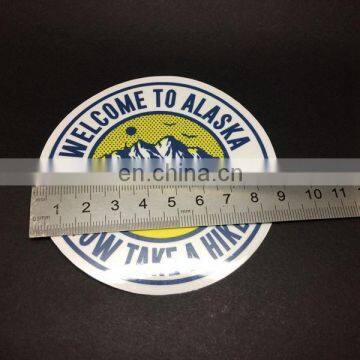 WELCOME TO ALASKA
en.china.cn
1 2 3 4 5 6 7 8 9 10 11
TAKE A HIKE